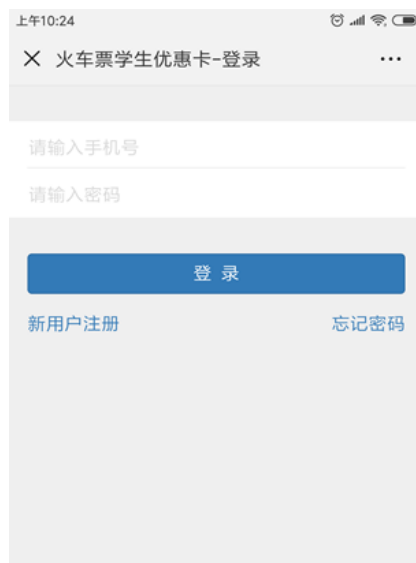 上午10:24
火车票学生优惠卡-登录
请输入手机号
请输入密码
登 录
新用户注册 忘记密码